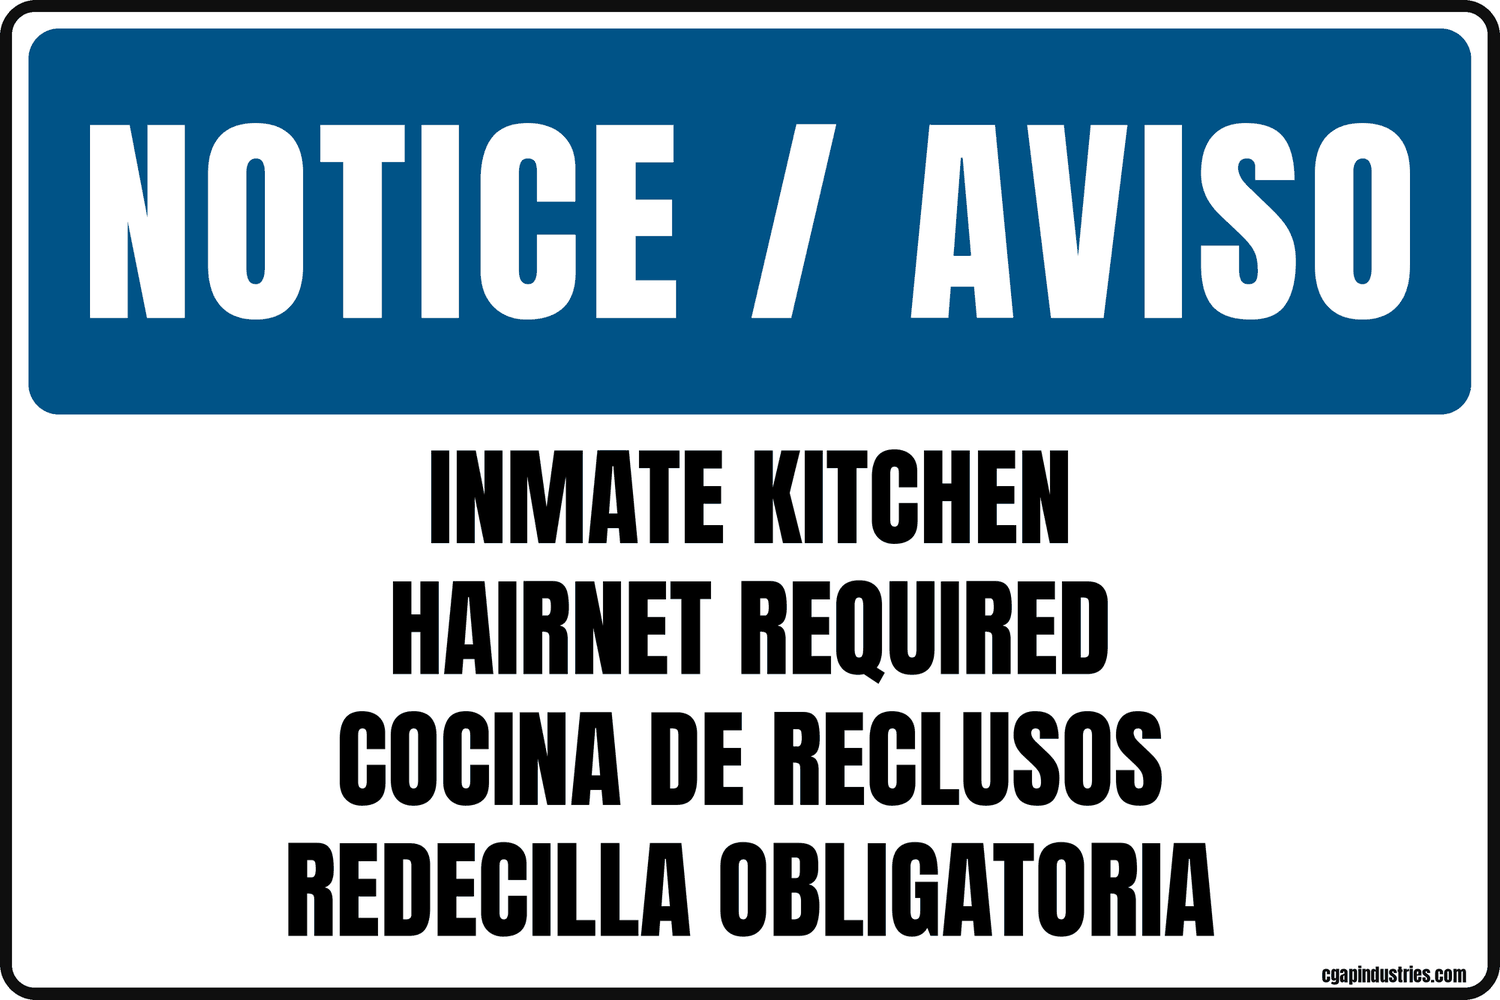 NOTICE / AVISO
INMATE KITCHEN
HAIRNET REQUIRED
COCINA DE RECLUSOS
REDECILLA OBLIGATORIA
cgapindustries.com